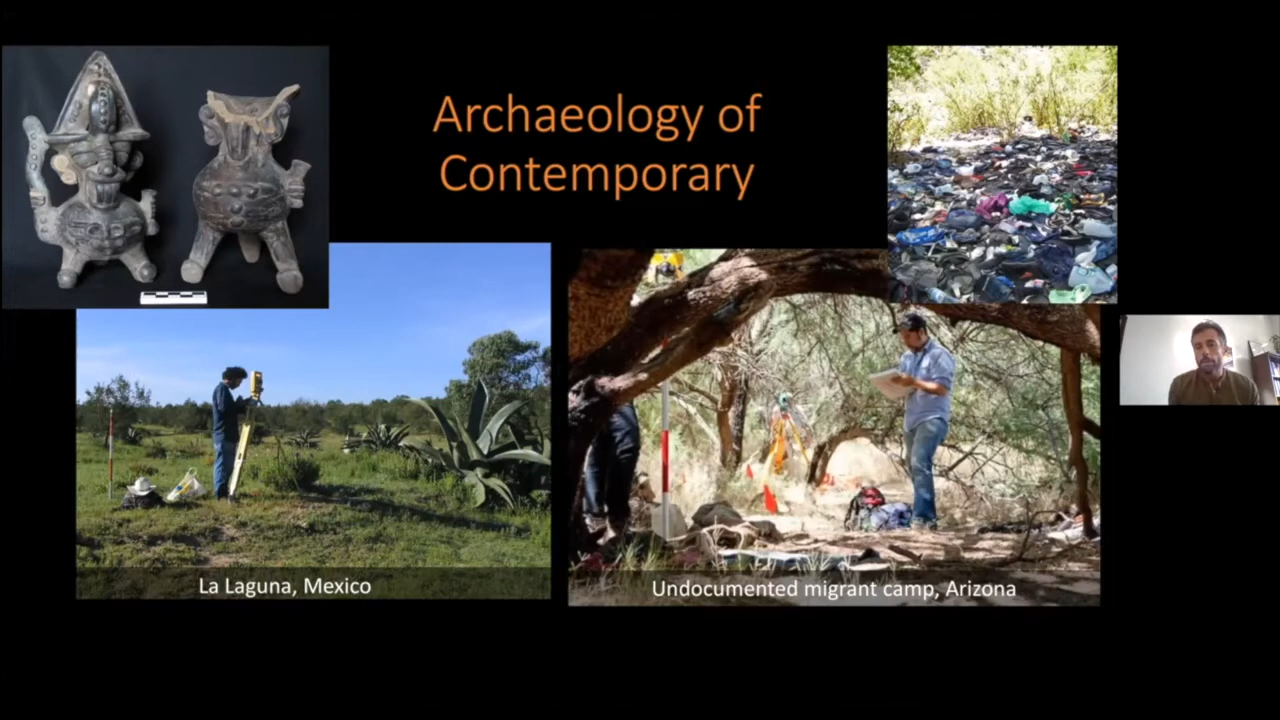 Archaeology of
Contemporary
La Laguna, Mexico
Undocumented migrant camp, Arizona